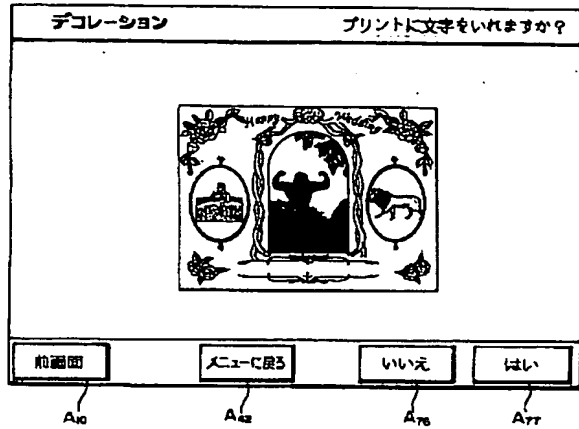 デコレーション プリントに文字をいれますか?
Happy Wedding
前画面 メニューに戻る いいえ はい
A10 A42 A76 A77